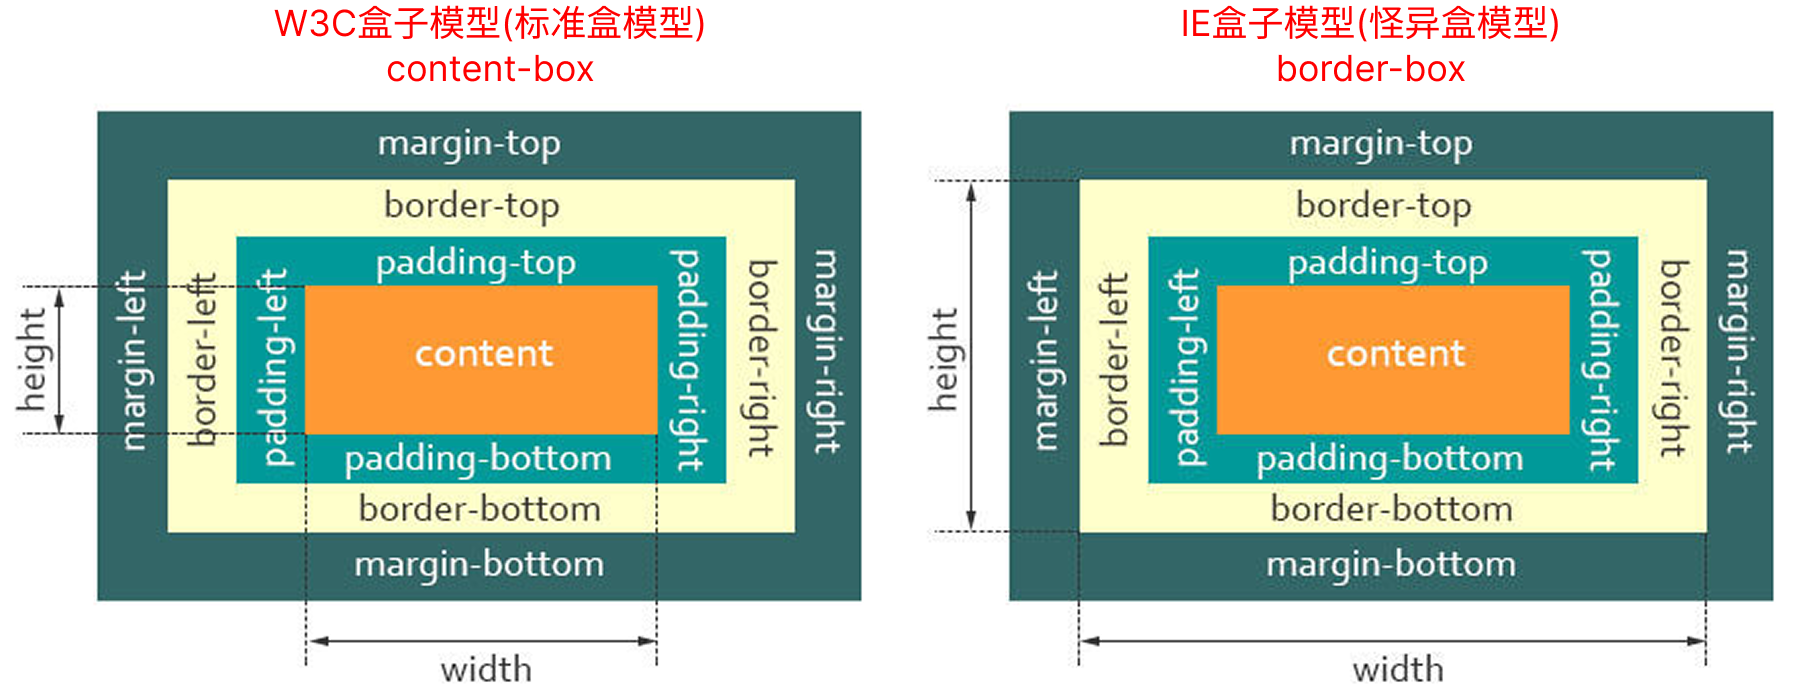 W3C盒子模型(标准盒模型)
content-box
margin-top
border-top
padding-top
height
margin-left
border-left
padding-left
content
padding-right
border-right
margin-right
padding-bottom
border-bottom
margin-bottom
width
IE盒子模型(怪异盒模型)
border-box
margin-top
border-top
padding-top
height
margin-left
border-left
padding-left
content
padding-right
border-right
margin-right
padding-bottom
border-bottom
margin-bottom
width